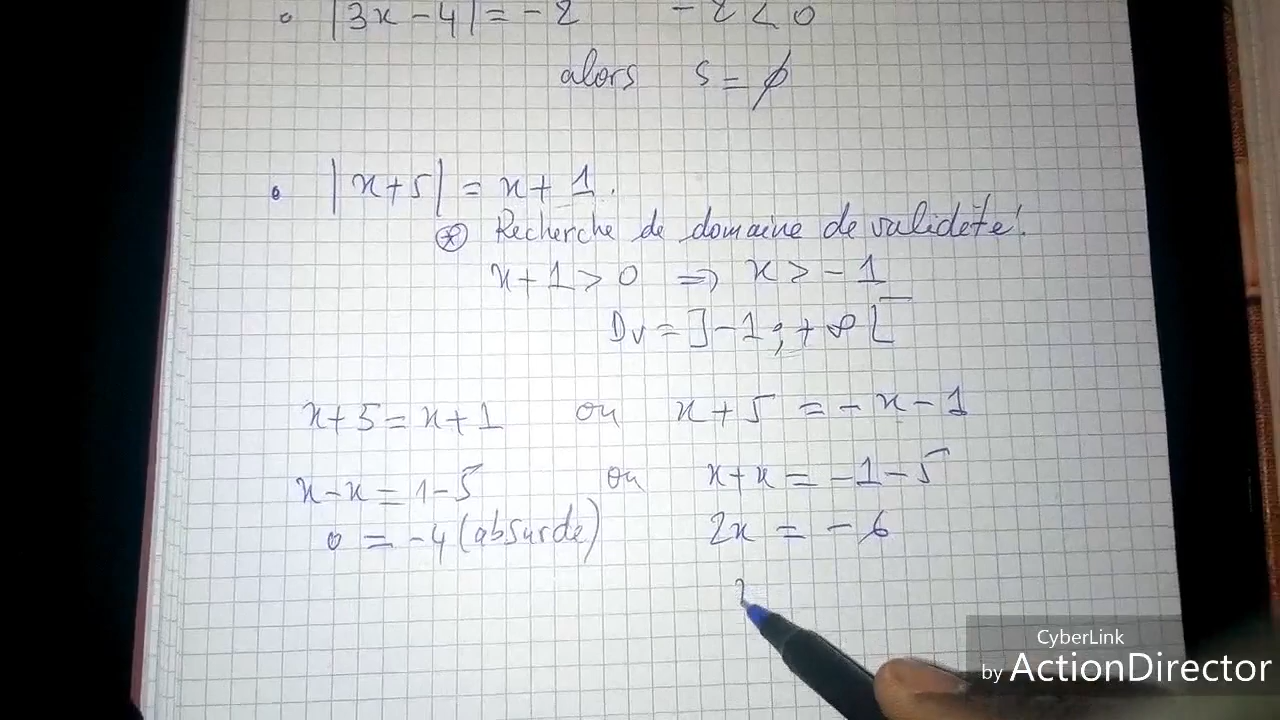 • |3x-4| = -2 -2 < 0
alors S = ∅
• |x+5| = x+1.
⊛ Recherche de domaine de validète!
x+1 > 0 ⇒ x > -1
Dv = ]-1;+∞[
x+5 = x+1 ou x+5 = -x-1
x-x = 1-5 ou x+x = -1-5
0 = -4 (absurde) 2x = -6
CyberLink
by ActionDirector